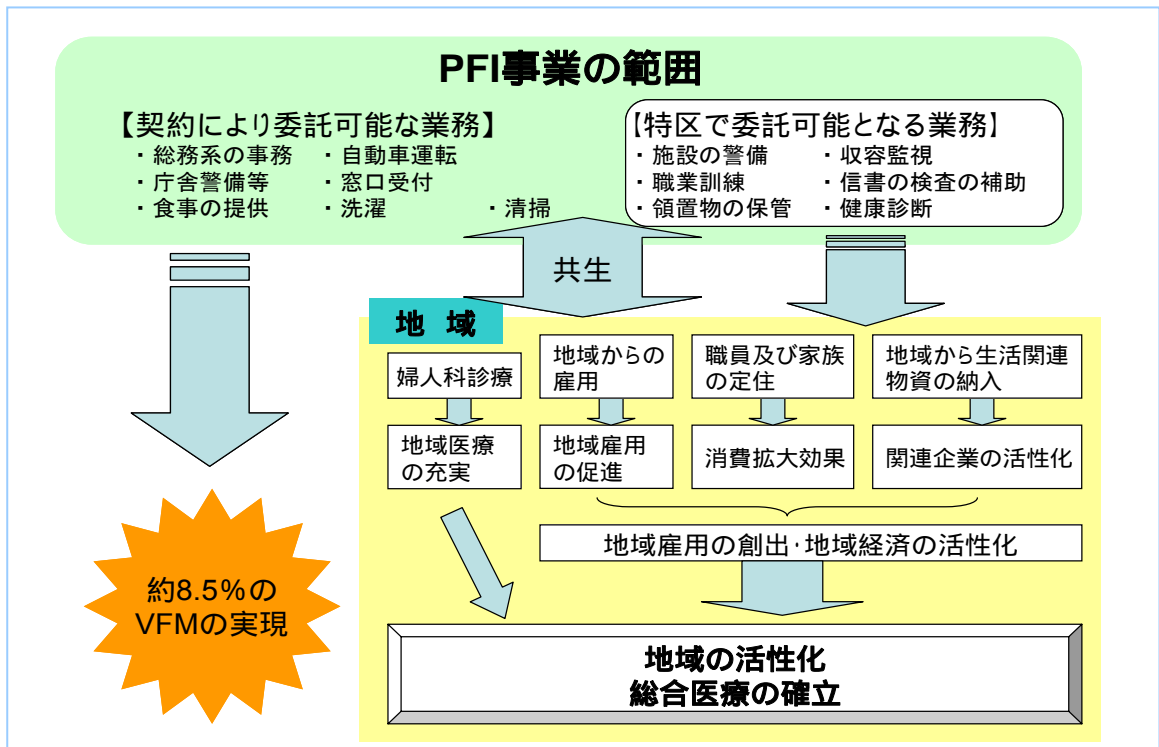 PFI事業の範囲
【契約により委託可能な業務】
・総務系の事務 ・自動車運転
・庁舎警備等 ・窓口受付
・食事の提供 ・洗濯 ・清掃
【特区で委託可能となる業務】
・施設の警備 ・収容監視
・職業訓練 ・信書の検査の補助
・領置物の保管 ・健康診断
共生
地 域
婦人科診療
地域からの
雇用
職員及び家族
の定住
地域から生活関連
物資の納入
地域医療
の充実
地域雇用
の促進
消費拡大効果
関連企業の活性化
地域雇用の創出・地域経済の活性化
約8.5%の
VFMの実現
地域の活性化
総合医療の確立